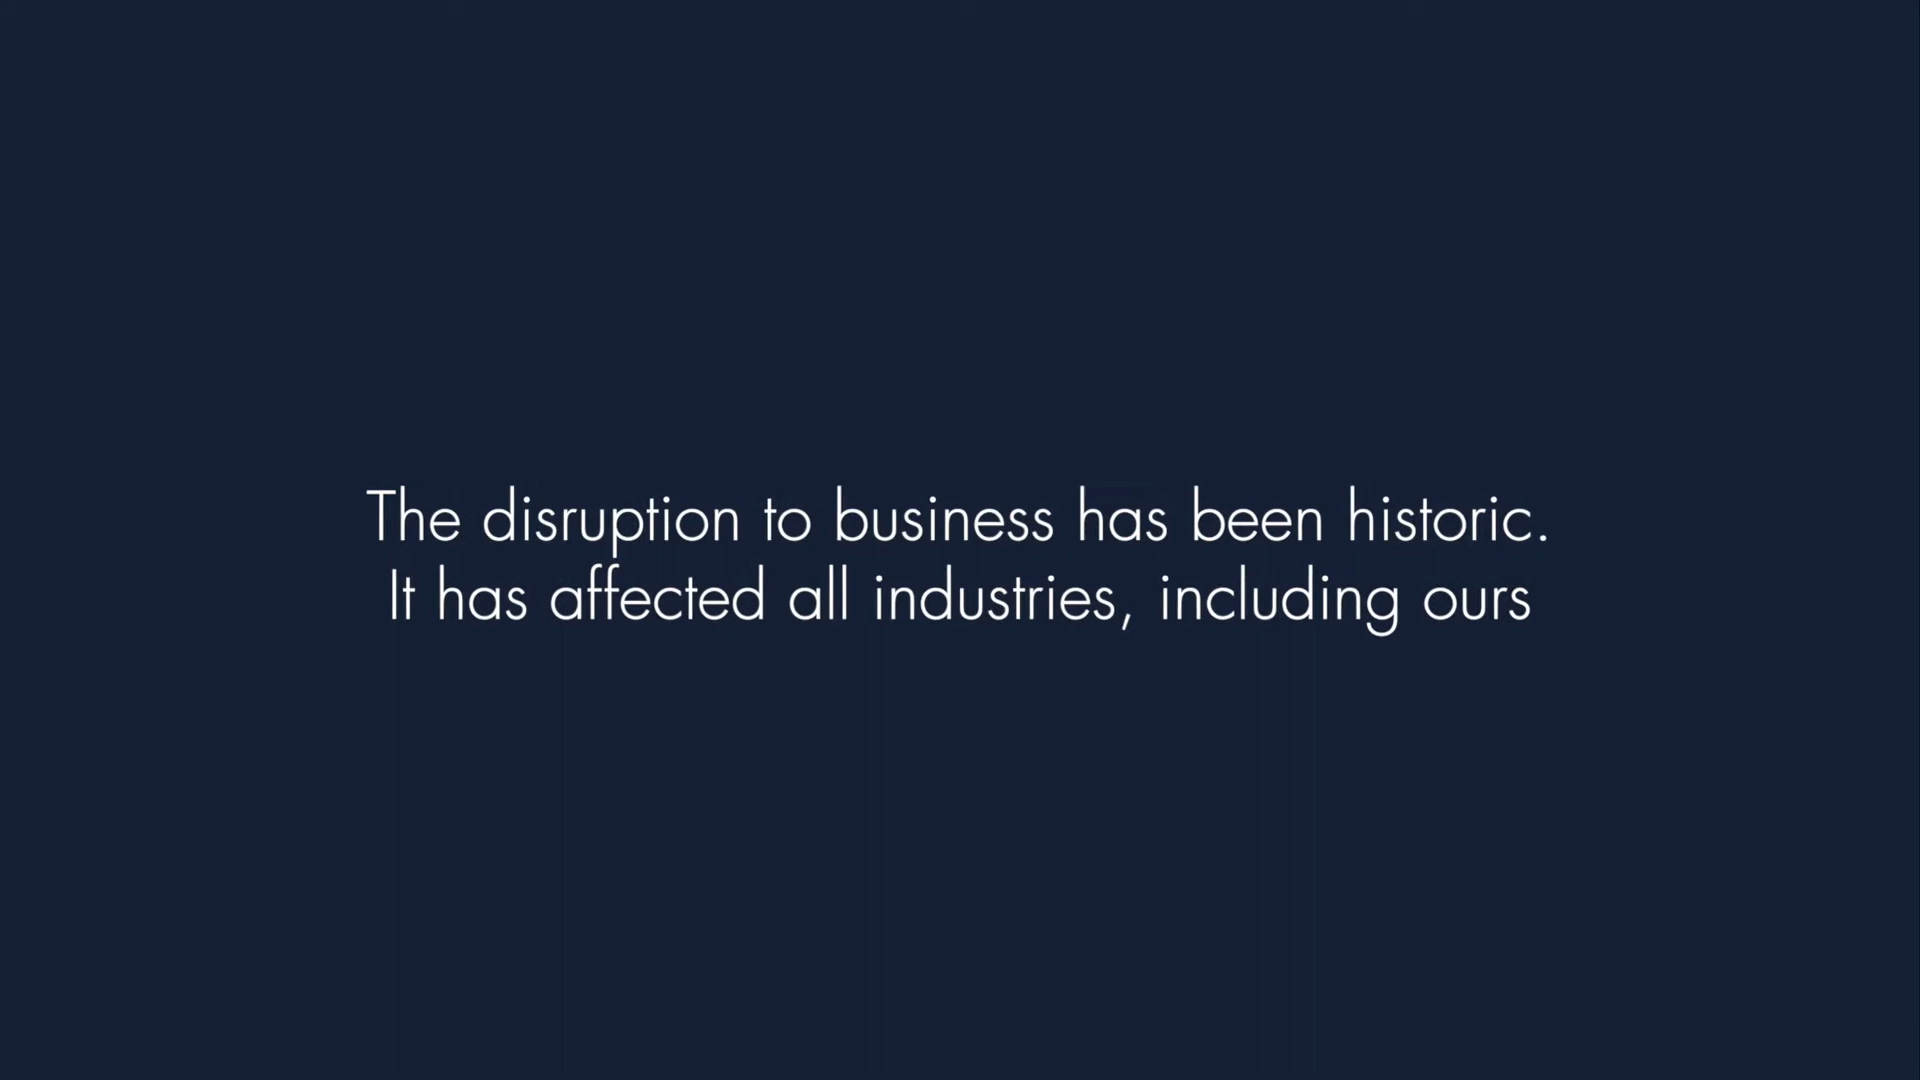 The disruption to business has been historic.
It has affected all industries, including ours